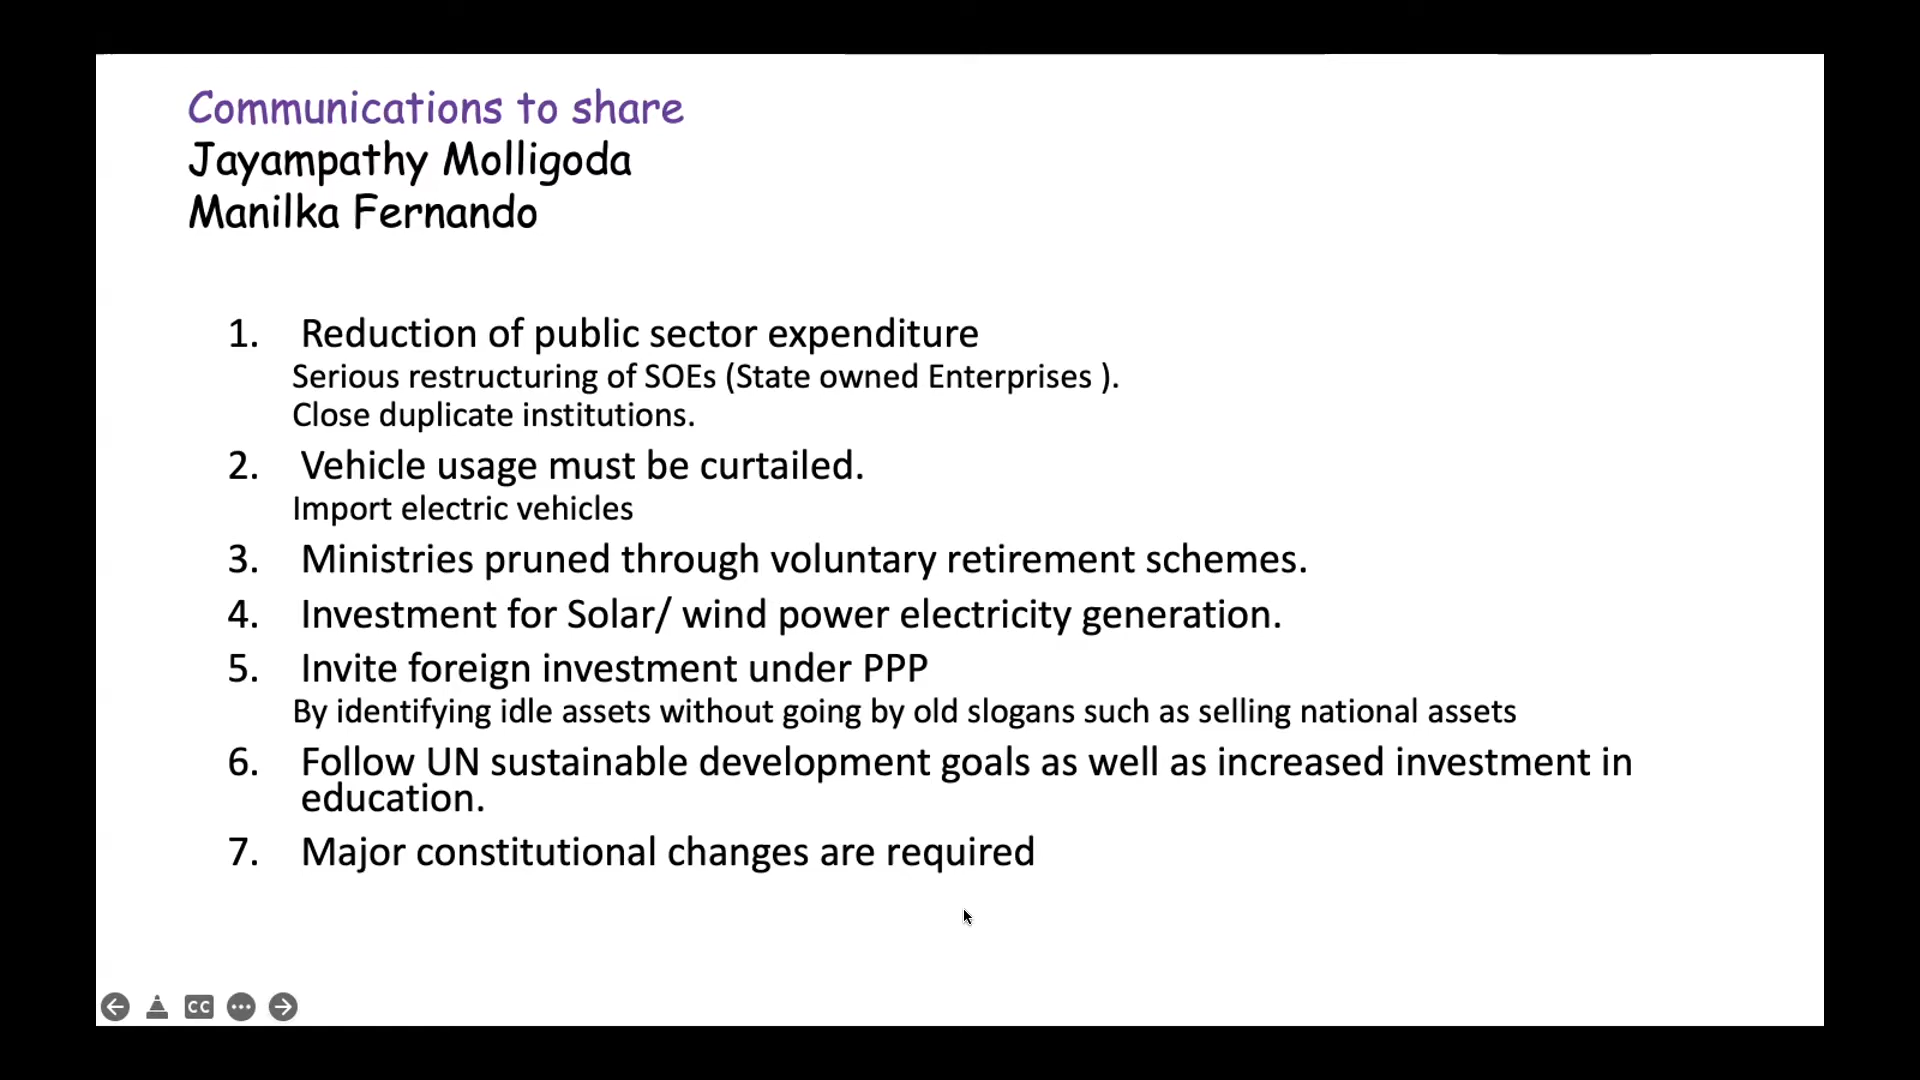 Communications to share
Jayampathy Molligoda
Manilka Fernando
1. Reduction of public sector expenditure
Serious restructuring of SOEs (State owned Enterprises ).
Close duplicate institutions.
2. Vehicle usage must be curtailed.
Import electric vehicles
3. Ministries pruned through voluntary retirement schemes.
4. Investment for Solar/ wind power electricity generation.
5. Invite foreign investment under PPP
By identifying idle assets without going by old slogans such as selling national assets
6. Follow UN sustainable development goals as well as increased investment in
education.
7. Major constitutional changes are required
CC